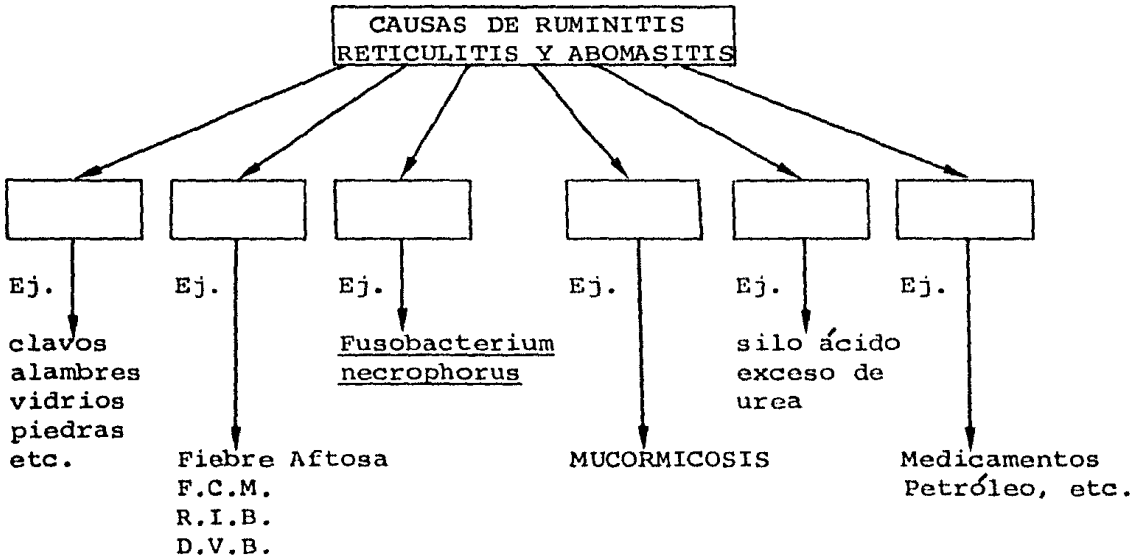 CAUSAS DE RUMINITIS
RETICULITIS Y ABOMASITIS
Ej.
clavos
alambres
vidrios
piedras
etc.
Ej.
Fiebre Aftosa
F.C.M.
R.I.B.
D.V.B.
Ej.
Fusobacterium
necrophorus
Ej.
MUCORMICOSIS
Ej.
silo ácido
exceso de
urea
Ej.
Medicamentos
Petróleo, etc.